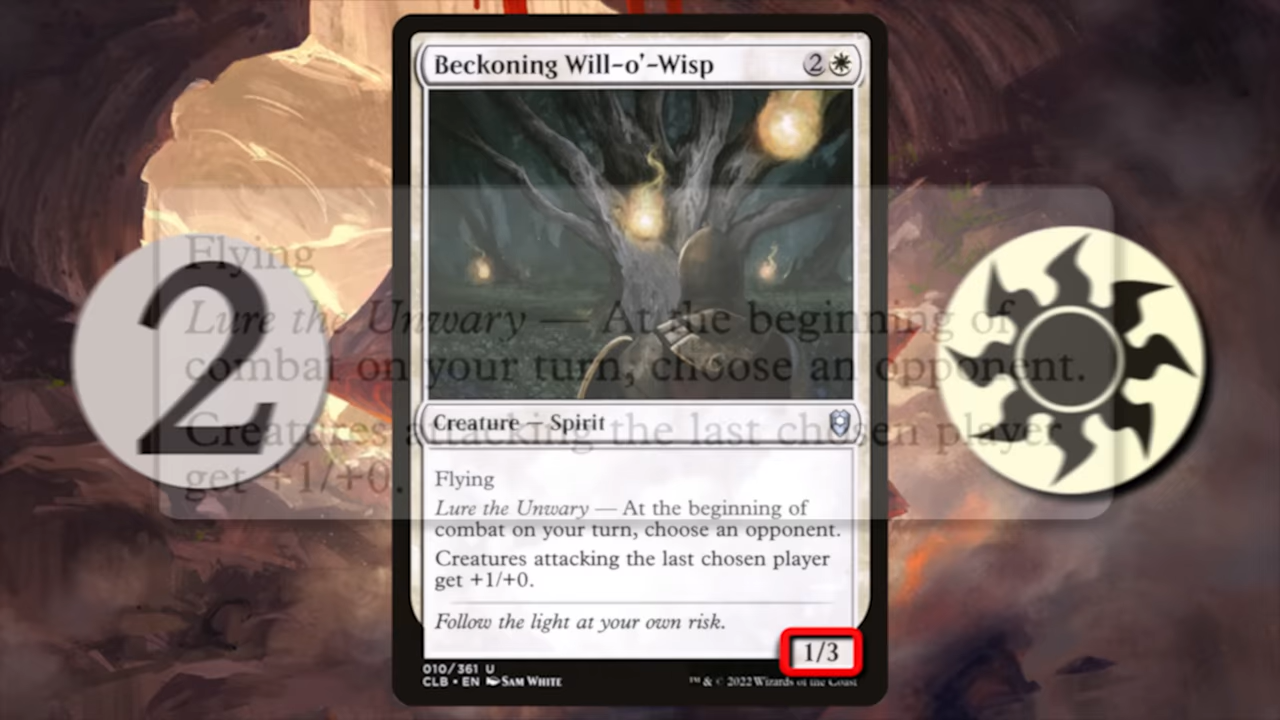 Beckoning Will-o'-Wisp 2
2
Flying
Lure the Unwary — At the beginning of
combat on your turn, choose an opponent.
Creatures attacking the last chosen player
get +1/+0.
Creature — Spirit
Flying
Lure the Unwary — At the beginning of
combat on your turn, choose an opponent.
Creatures attacking the last chosen player
get +1/+0.
Follow the light at your own risk.
1/3
010/361 U
CLB • EN SAM WHITE
™ & © 2022 Wizards of the Coast